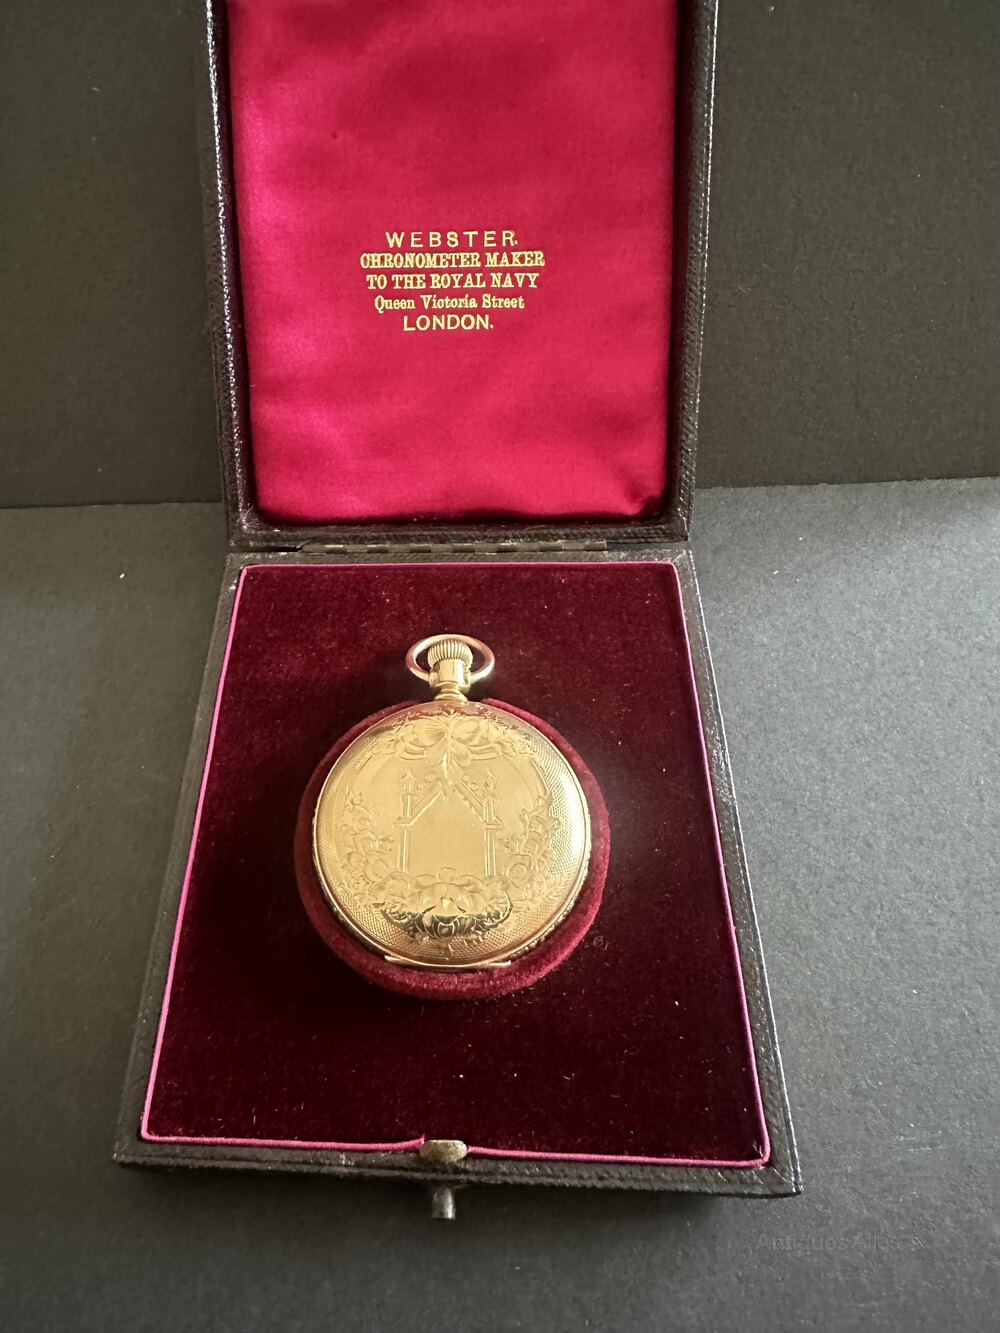 WEBSTER.
CHRONOMETER MAKER
TO THE ROYAL NAVY
Queen Victoria Street
LONDON.